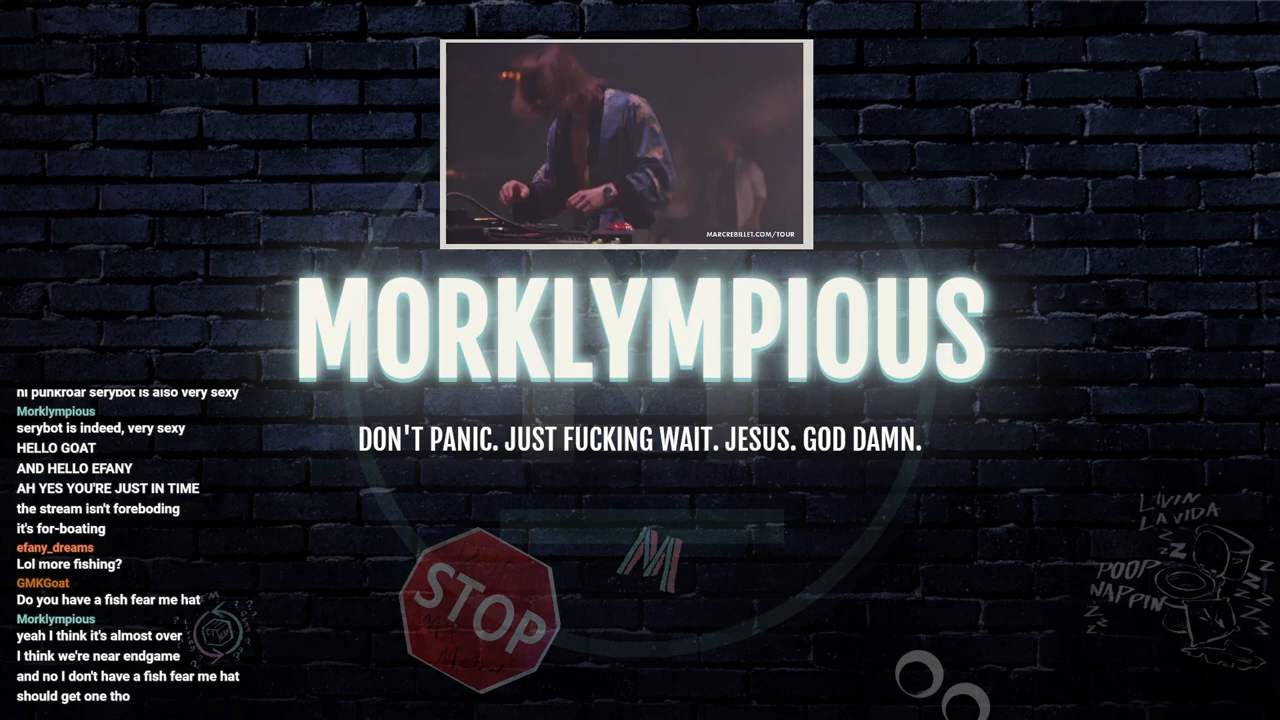 MARCREBILLET.COM/TOUR
MORKLYMPIOUS
DON'T PANIC. JUST FUCKING WAIT. JESUS. GOD DAMN.
hi punkroar serybot is also very sexy
Morklympious
serybot is indeed, very sexy
HELLO GOAT
AND HELLO EFANY
AH YES YOU'RE JUST IN TIME
the stream isn't foreboding
it's for-boating
efany_dreams
Lol more fishing?
GMKGoat
Do you have a fish fear me hat
Morklympious
yeah I think it's almost over
I think we're near endgame
and no I don't have a fish fear me hat
should get one tho
STOP
M
LIVIN
LA VIDA
POOP
NAPPIN